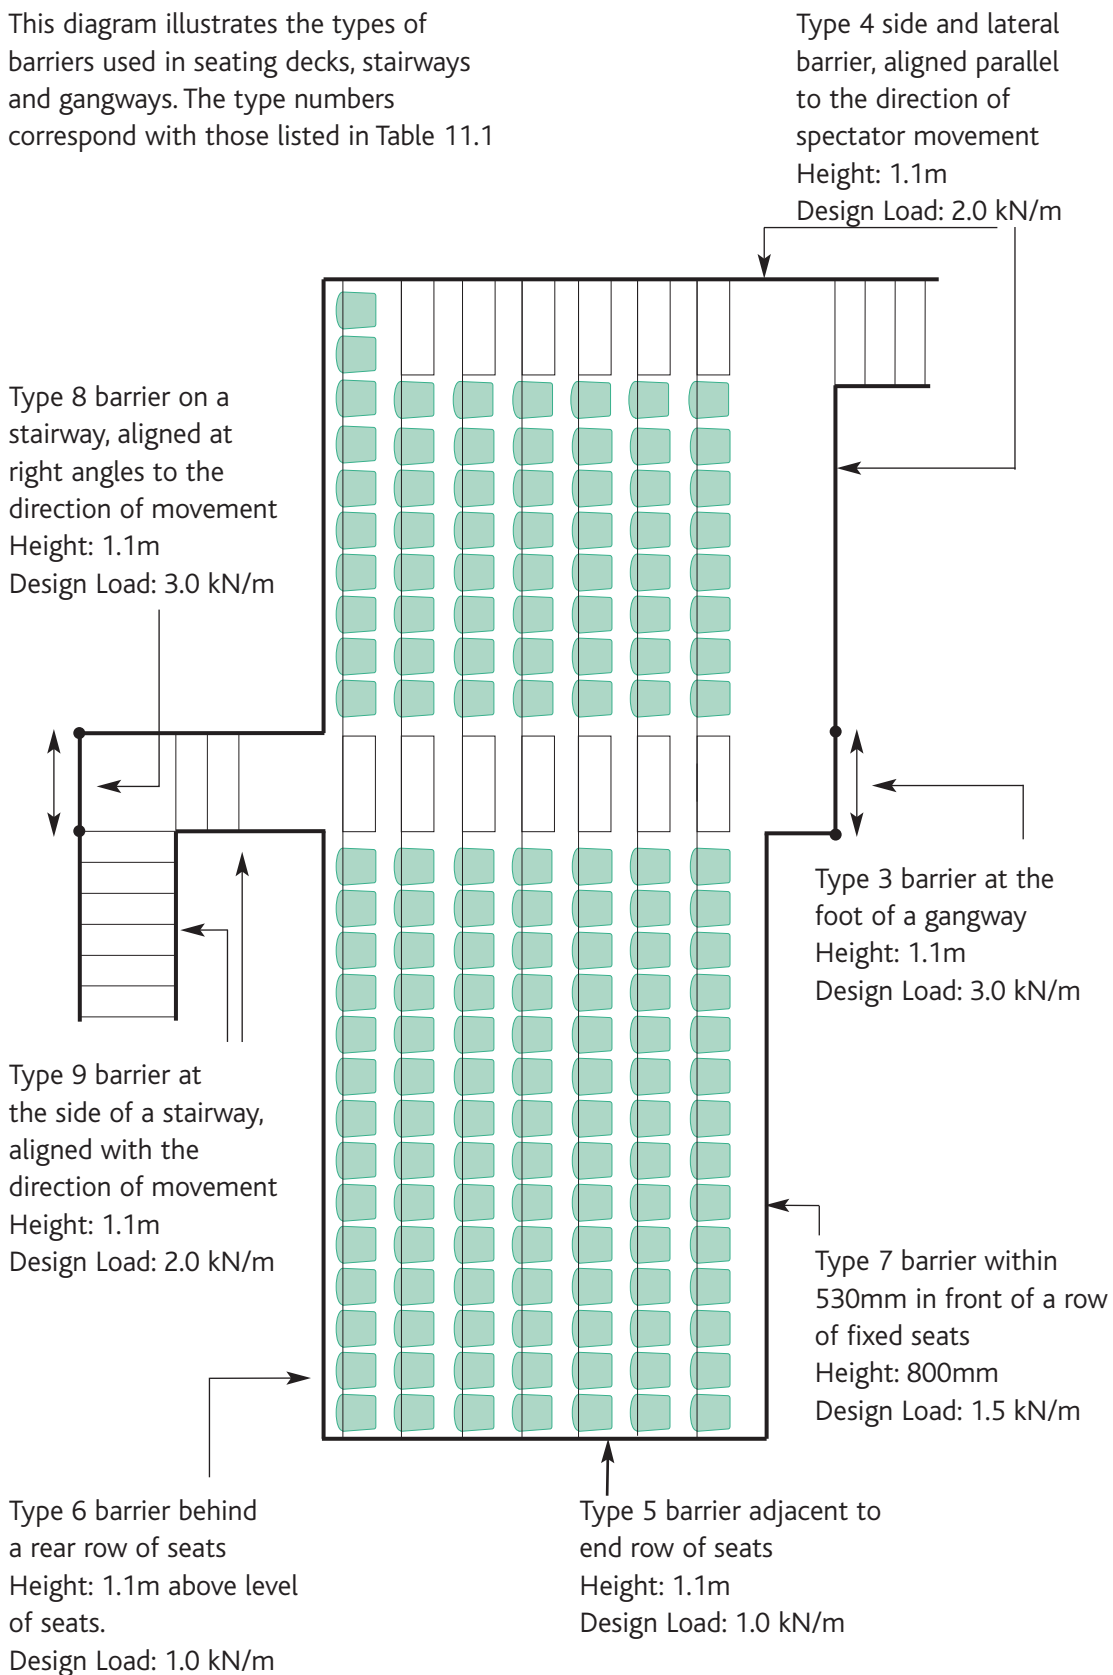 This diagram illustrates the types of
barriers used in seating decks, stairways
and gangways. The type numbers
correspond with those listed in Table 11.1
Type 4 side and lateral
barrier, aligned parallel
to the direction of
spectator movement
Height: 1.1m
Design Load: 2.0 kN/m
Type 8 barrier on a
stairway, aligned at
right angles to the
direction of movement
Height: 1.1m
Design Load: 3.0 kN/m
Type 3 barrier at the
foot of a gangway
Height: 1.1m
Design Load: 3.0 kN/m
Type 9 barrier at
the side of a stairway,
aligned with the
direction of movement
Height: 1.1m
Design Load: 2.0 kN/m
Type 7 barrier within
530mm in front of a row
of fixed seats
Height: 800mm
Design Load: 1.5 kN/m
Type 6 barrier behind
a rear row of seats
Height: 1.1m above level
of seats.
Design Load: 1.0 kN/m
Type 5 barrier adjacent to
end row of seats
Height: 1.1m
Design Load: 1.0 kN/m